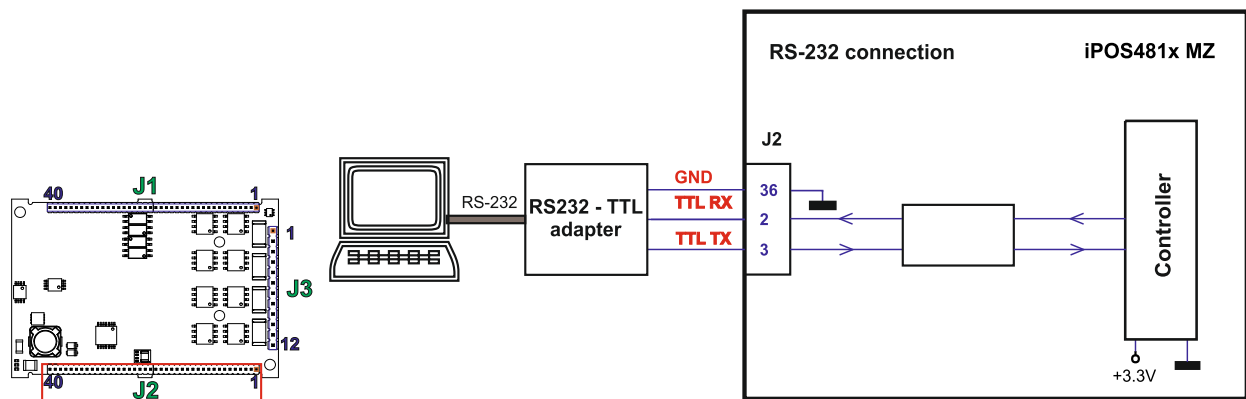 40
J1
1
1
J3
12
40
J2
1
RS-232
RS232 - TTL
adapter
GND
TTL RX
TTL TX
RS-232 connection
iPOS481x MZ
J2
36
2
3
Controller
+3.3V